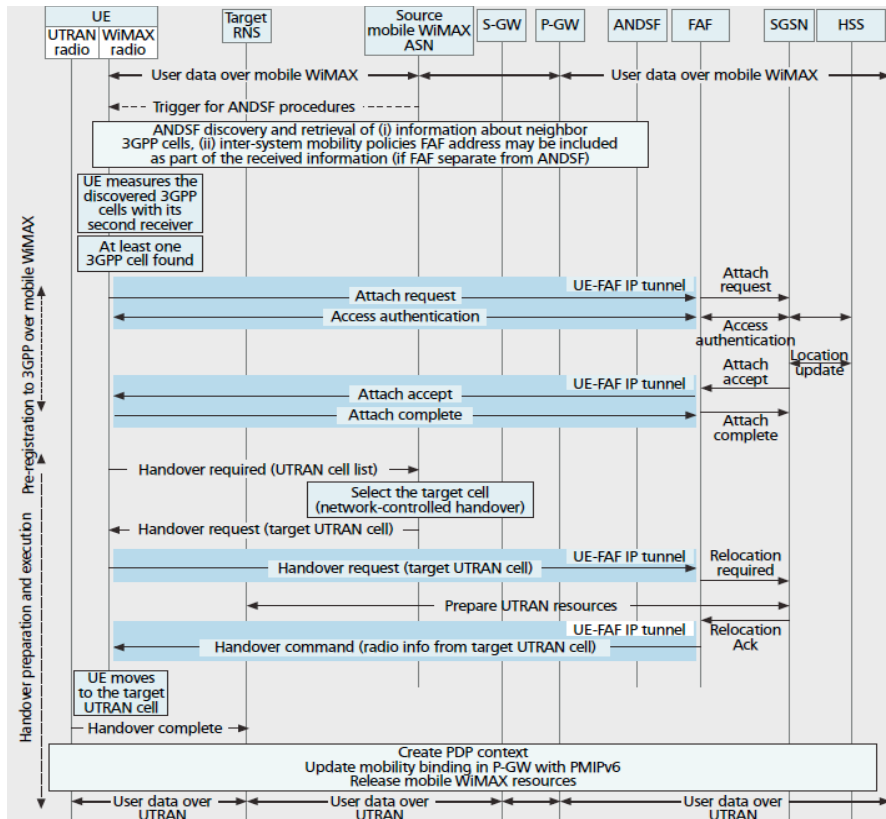 UE
UTRAN
radio
WiMAX
radio
Target
RNS
Source
mobile WiMAX
ASN
S-GW
P-GW
ANDSF
FAF
SGSN
HSS
User data over mobile WiMAX
User data over mobile WiMAX
Trigger for ANDSF procedures
ANDSF discovery and retrieval of (i) information about neighbor
3GPP cells, (ii) inter-system mobility policies FAF address may be included
as part of the received information (if FAF separate from ANDSF)
UE measures the
discovered 3GPP
cells with its
second receiver
At least one
3GPP cell found
Pre-registration to 3GPP over mobile WiMAX
UE-FAF IP tunnel
Attach request
Attach
request
Access authentication
Access
authentication
Location
update
UE-FAF IP tunnel
Attach accept
Attach
accept
Attach complete
Attach
complete
Handover preparation and execution
Handover required (UTRAN cell list)
Select the target cell
(network-controlled handover)
Handover request (target UTRAN cell)
UE-FAF IP tunnel
Handover request (target UTRAN cell)
Relocation
required
Prepare UTRAN resources
UE-FAF IP tunnel
Handover command (radio info from target UTRAN cell)
Relocation
Ack
UE moves
to the target
UTRAN cell
Handover complete
Create PDP context
Update mobility binding in P-GW with PMIPv6
Release mobile WiMAX resources
User data over
UTRAN
User data over
UTRAN
User data over
UTRAN